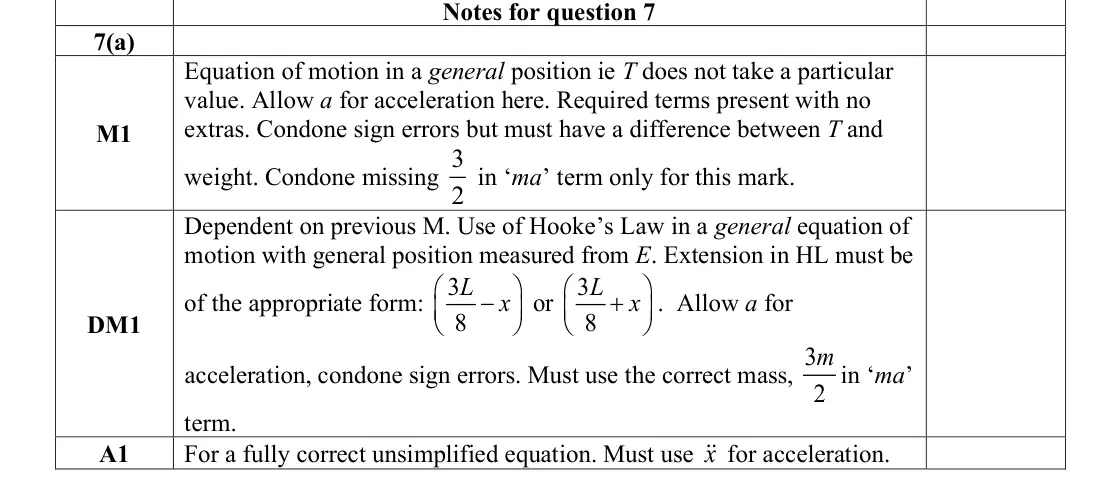 Notes for question 7
7(a)
M1
Equation of motion in a general position ie T does not take a particular
value. Allow a for acceleration here. Required terms present with no
extras. Condone sign errors but must have a difference between T and
weight. Condone missing 3/2 in ‘ma’ term only for this mark.
DM1
Dependent on previous M. Use of Hooke’s Law in a general equation of
motion with general position measured from E. Extension in HL must be
of the appropriate form: (3L/8 − x) or (3L/8 + x). Allow a for
acceleration, condone sign errors. Must use the correct mass, 3m/2 in ‘ma’
term.
A1
For a fully correct unsimplified equation. Must use ẍ for acceleration.